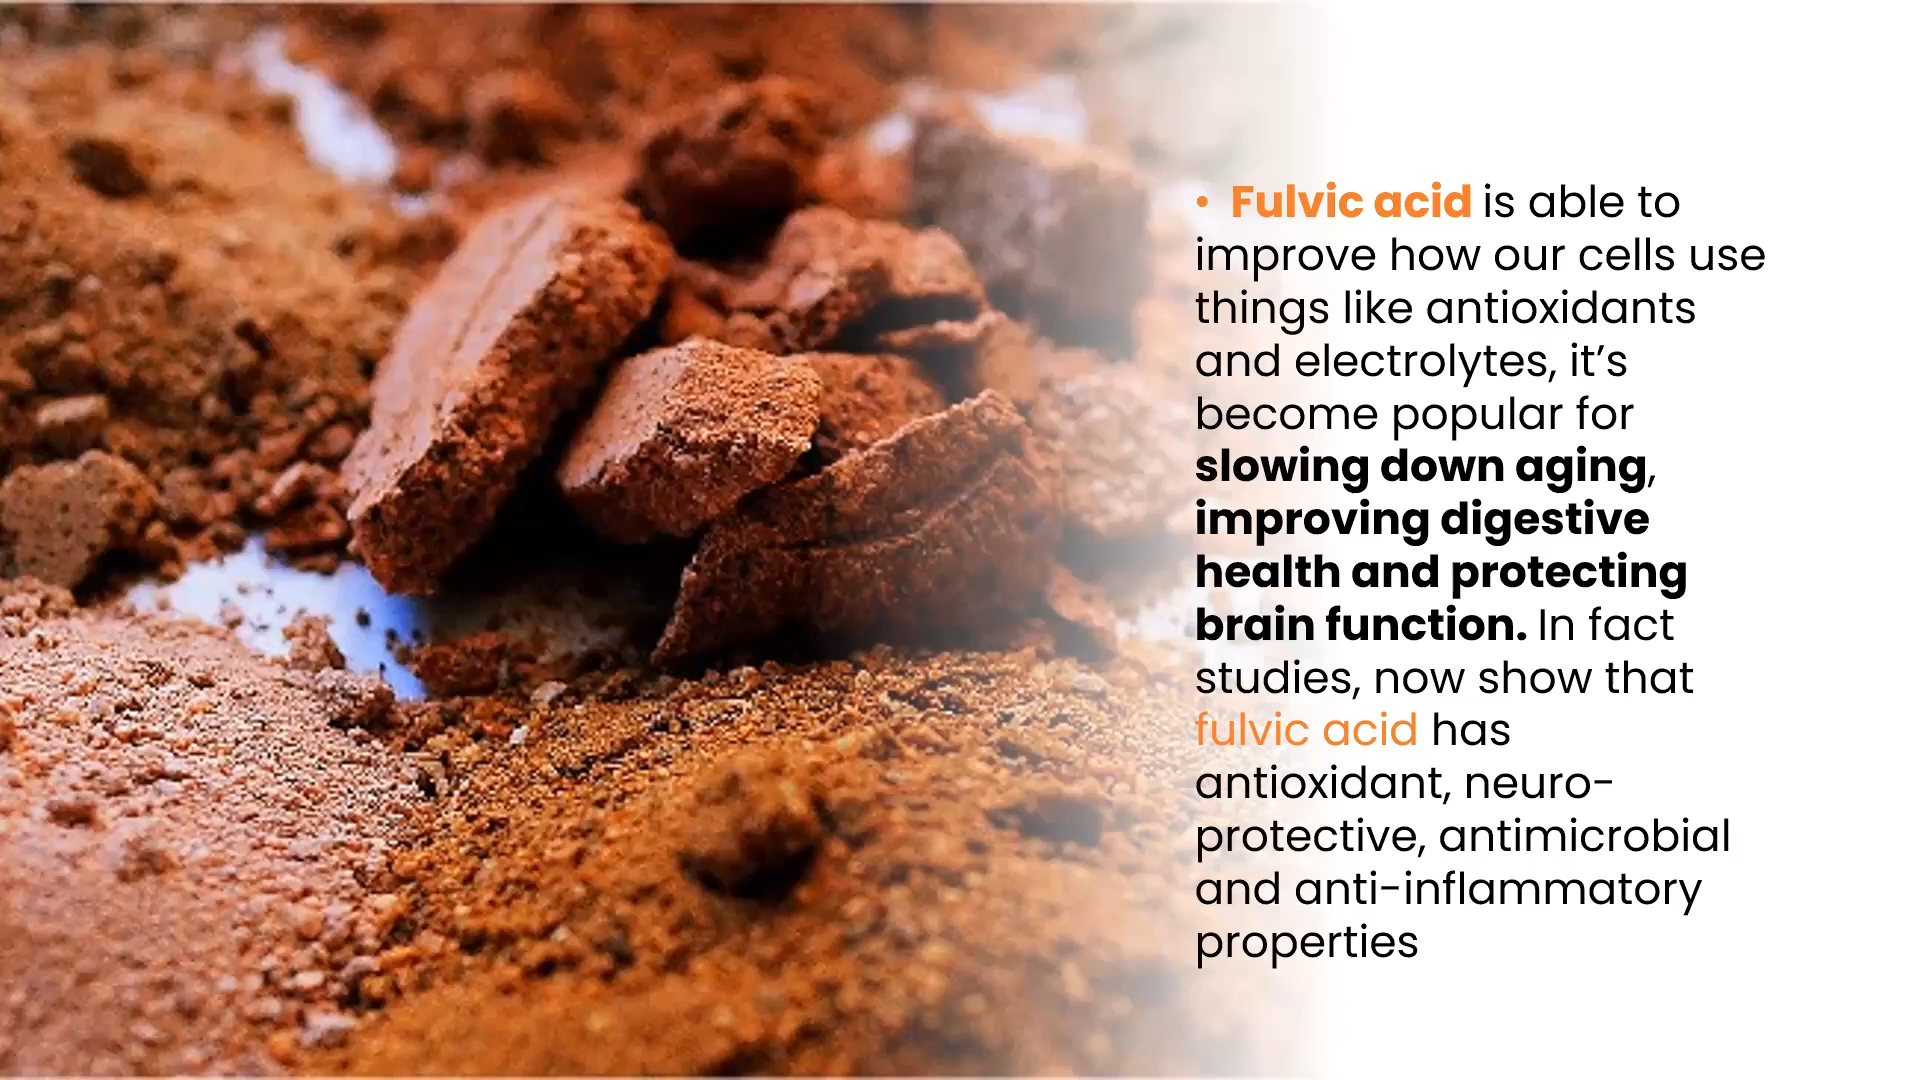 • Fulvic acid is able to
improve how our cells use
things like antioxidants
and electrolytes, it’s
become popular for
slowing down aging,
improving digestive
health and protecting
brain function. In fact
studies, now show that
fulvic acid has
antioxidant, neuro-
protective, antimicrobial
and anti-inflammatory
properties